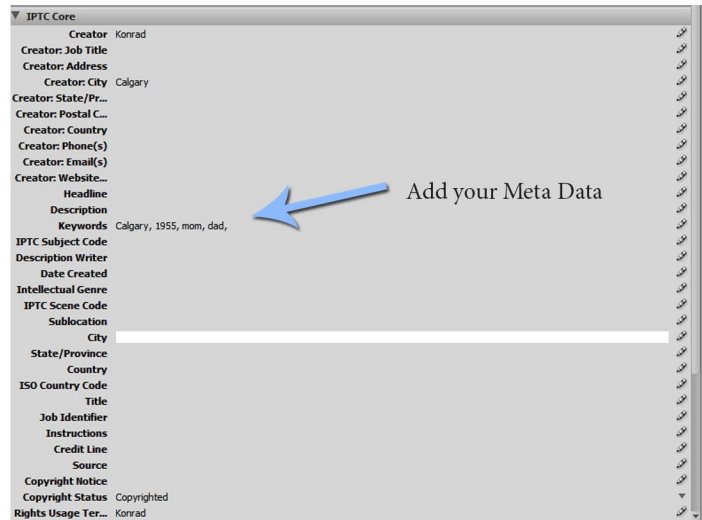 IPTC Core
Creator Konrad
Creator: Job Title
Creator: Address
Creator: City Calgary
Creator: State/Pr...
Creator: Postal C...
Creator: Country
Creator: Phone(s)
Creator: Email(s)
Creator: Website...
Headline
Add your Meta Data
Description
Keywords Calgary, 1955, mom, dad,
IPTC Subject Code
Description Writer
Date Created
Intellectual Genre
IPTC Scene Code
Sublocation
City
State/Province
Country
ISO Country Code
Title
Job Identifier
Instructions
Credit Line
Source
Copyright Notice
Copyright Status Copyrighted
Rights Usage Ter... Konrad